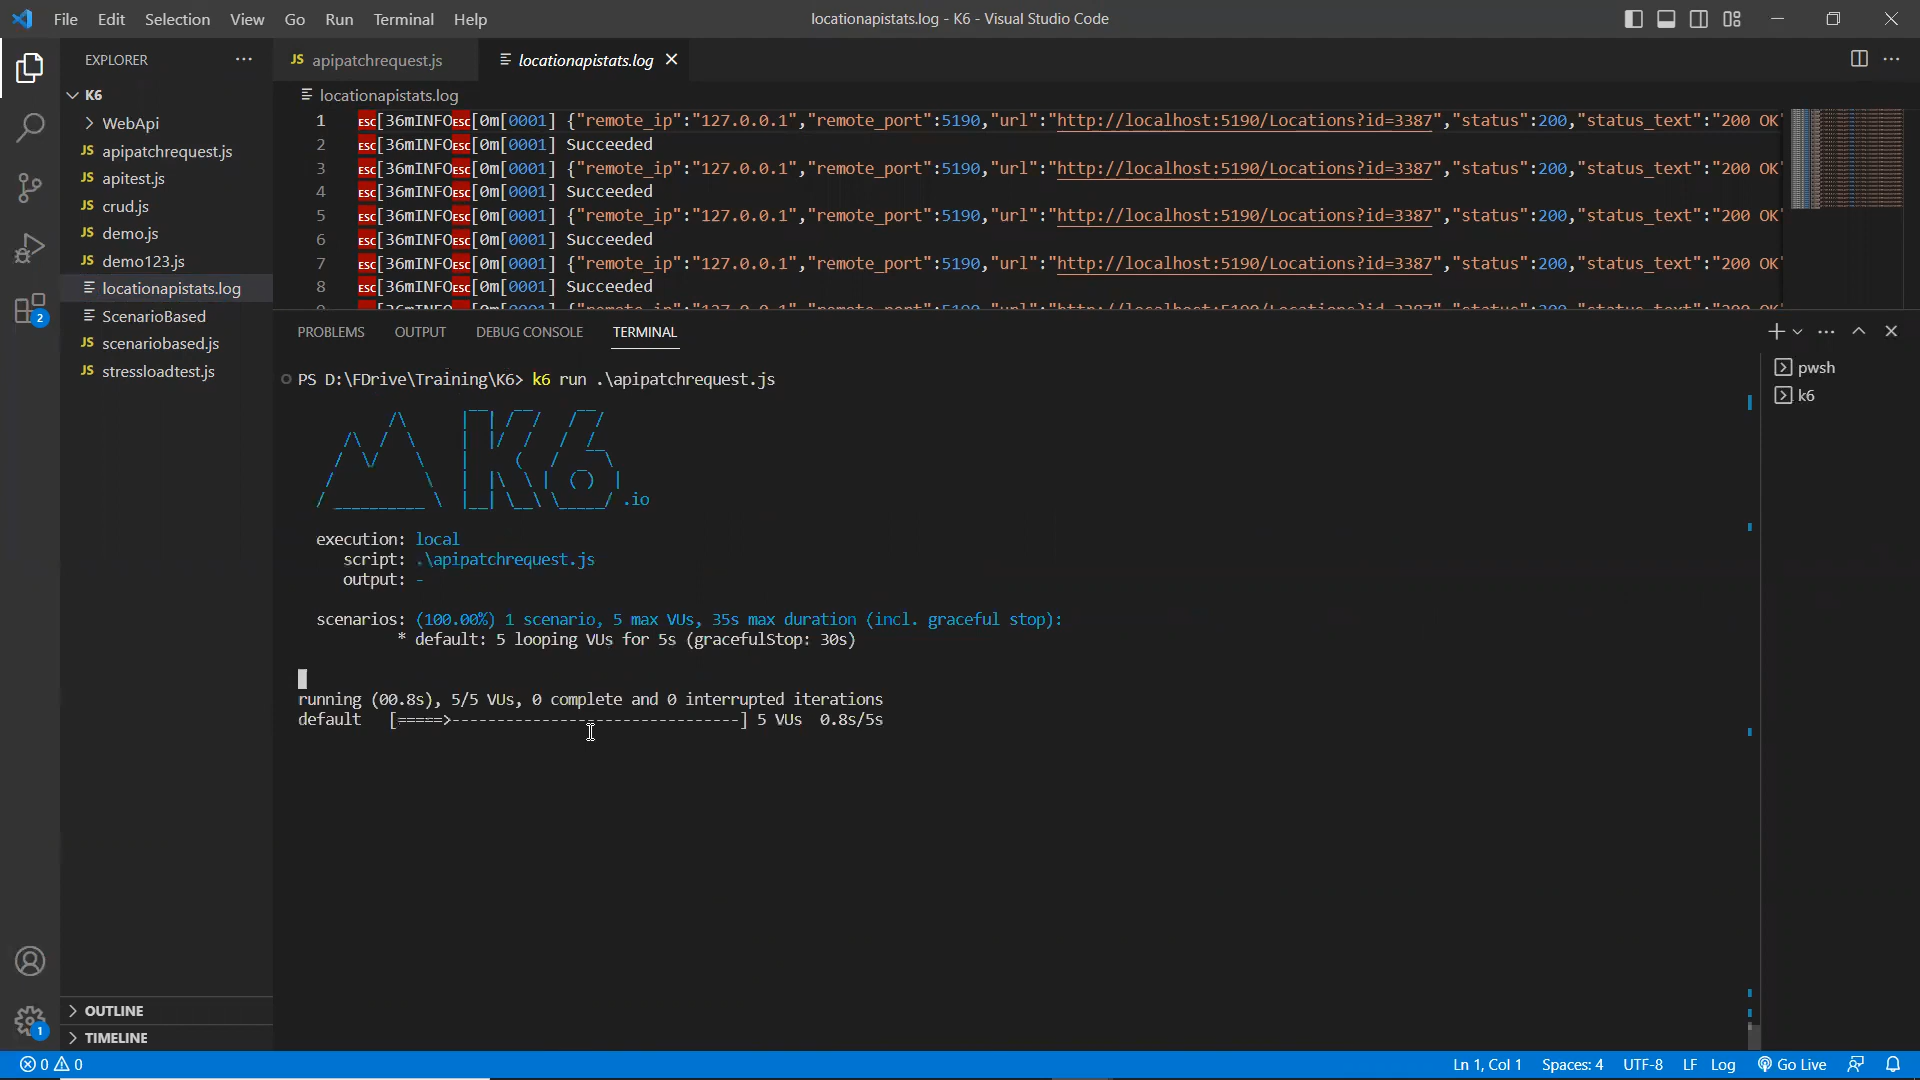 File Edit Selection View Go Run Terminal Help
locationapistats.log - K6 - Visual Studio Code
EXPLORER
K6
WebApi
JS apipatchrequest.js
JS apitest.js
JS crud.js
JS demo.js
JS demo123.js
locationapistats.log
ScenarioBased
JS scenariobased.js
JS stressloadtest.js
OUTLINE
TIMELINE
2
1
JS apipatchrequest.js
locationapistats.log
locationapistats.log
1 ESC[36mINFOESC[0m[0001] {"remote_ip":"127.0.0.1","remote_port":5190,"url":"http://localhost:5190/Locations?id=3387","status":200,"status_text":"200 OK"
2 ESC[36mINFOESC[0m[0001] Succeeded
3 ESC[36mINFOESC[0m[0001] {"remote_ip":"127.0.0.1","remote_port":5190,"url":"http://localhost:5190/Locations?id=3387","status":200,"status_text":"200 OK"
4 ESC[36mINFOESC[0m[0001] Succeeded
5 ESC[36mINFOESC[0m[0001] {"remote_ip":"127.0.0.1","remote_port":5190,"url":"http://localhost:5190/Locations?id=3387","status":200,"status_text":"200 OK"
6 ESC[36mINFOESC[0m[0001] Succeeded
7 ESC[36mINFOESC[0m[0001] {"remote_ip":"127.0.0.1","remote_port":5190,"url":"http://localhost:5190/Locations?id=3387","status":200,"status_text":"200 OK"
8 ESC[36mINFOESC[0m[0001] Succeeded
PROBLEMS OUTPUT DEBUG CONSOLE TERMINAL
PS D:\FDrive\Training\K6> k6 run .\apipatchrequest.js
.io
execution: local
script: .\apipatchrequest.js
output: -
scenarios: (100.00%) 1 scenario, 5 max VUs, 35s max duration (incl. graceful stop):
* default: 5 looping VUs for 5s (gracefulStop: 30s)
running (00.8s), 5/5 VUs, 0 complete and 0 interrupted iterations
default [=====>--------------------------------] 5 VUs 0.8s/5s
pwsh
k6
0 0
Ln 1, Col 1 Spaces: 4 UTF-8 LF Log Go Live